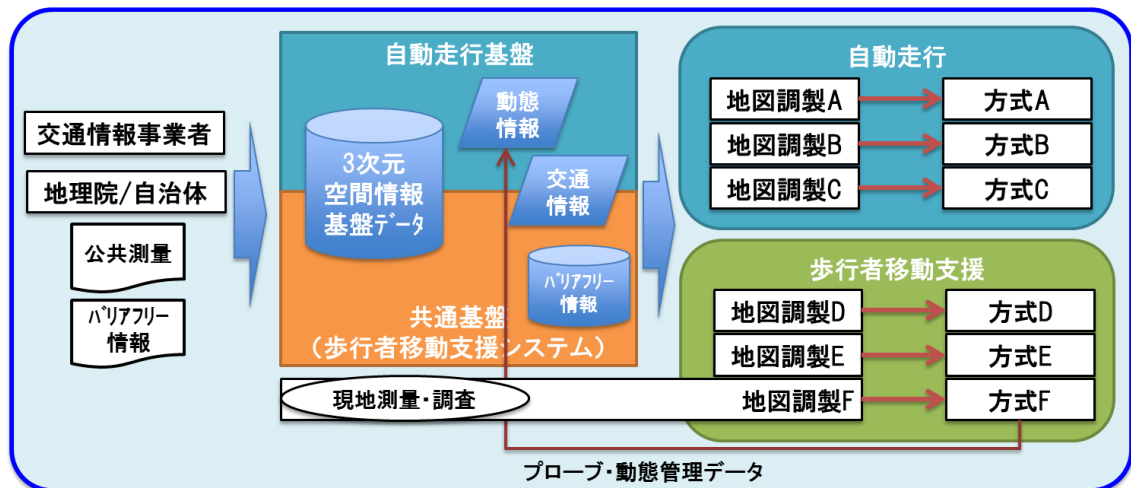 交通情報事業者
地理院/自治体
公共測量
ﾊﾞﾘｱﾌﾘｰ
情報
自動走行基盤
動態
情報
3次元
空間情報
基盤ﾃﾞｰﾀ
交通
情報
ﾊﾞﾘｱﾌﾘｰ
情報
共通基盤
（歩行者移動支援システム）
現地測量・調査
自動走行
地図調製A
方式A
地図調製B
方式B
地図調製C
方式C
歩行者移動支援
地図調製D
方式D
地図調製E
方式E
地図調製F
方式F
プローブ・動態管理データ